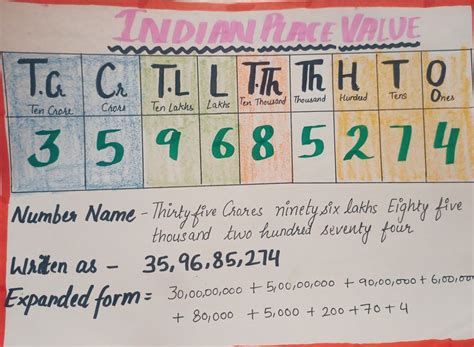 INDIAN PLACE VALUE
T.Cr Cr T.L L T.Th Th H T O
Ten Crore Crore Ten Lakhs Lakhs Ten Thousand Thousand Hundred Tens Ones
3 5 9 6 8 5 2 7 4
Number Name - Thirty five Crores ninety six lakhs Eighty five
thousand two hundred seventy four
Written as - 35,96,85,274
Expanded form = 30,00,00,000 + 5,00,00,000 + 90,00,000 + 6,00,000
+ 80,000 + 5,000 + 200 + 70 + 4